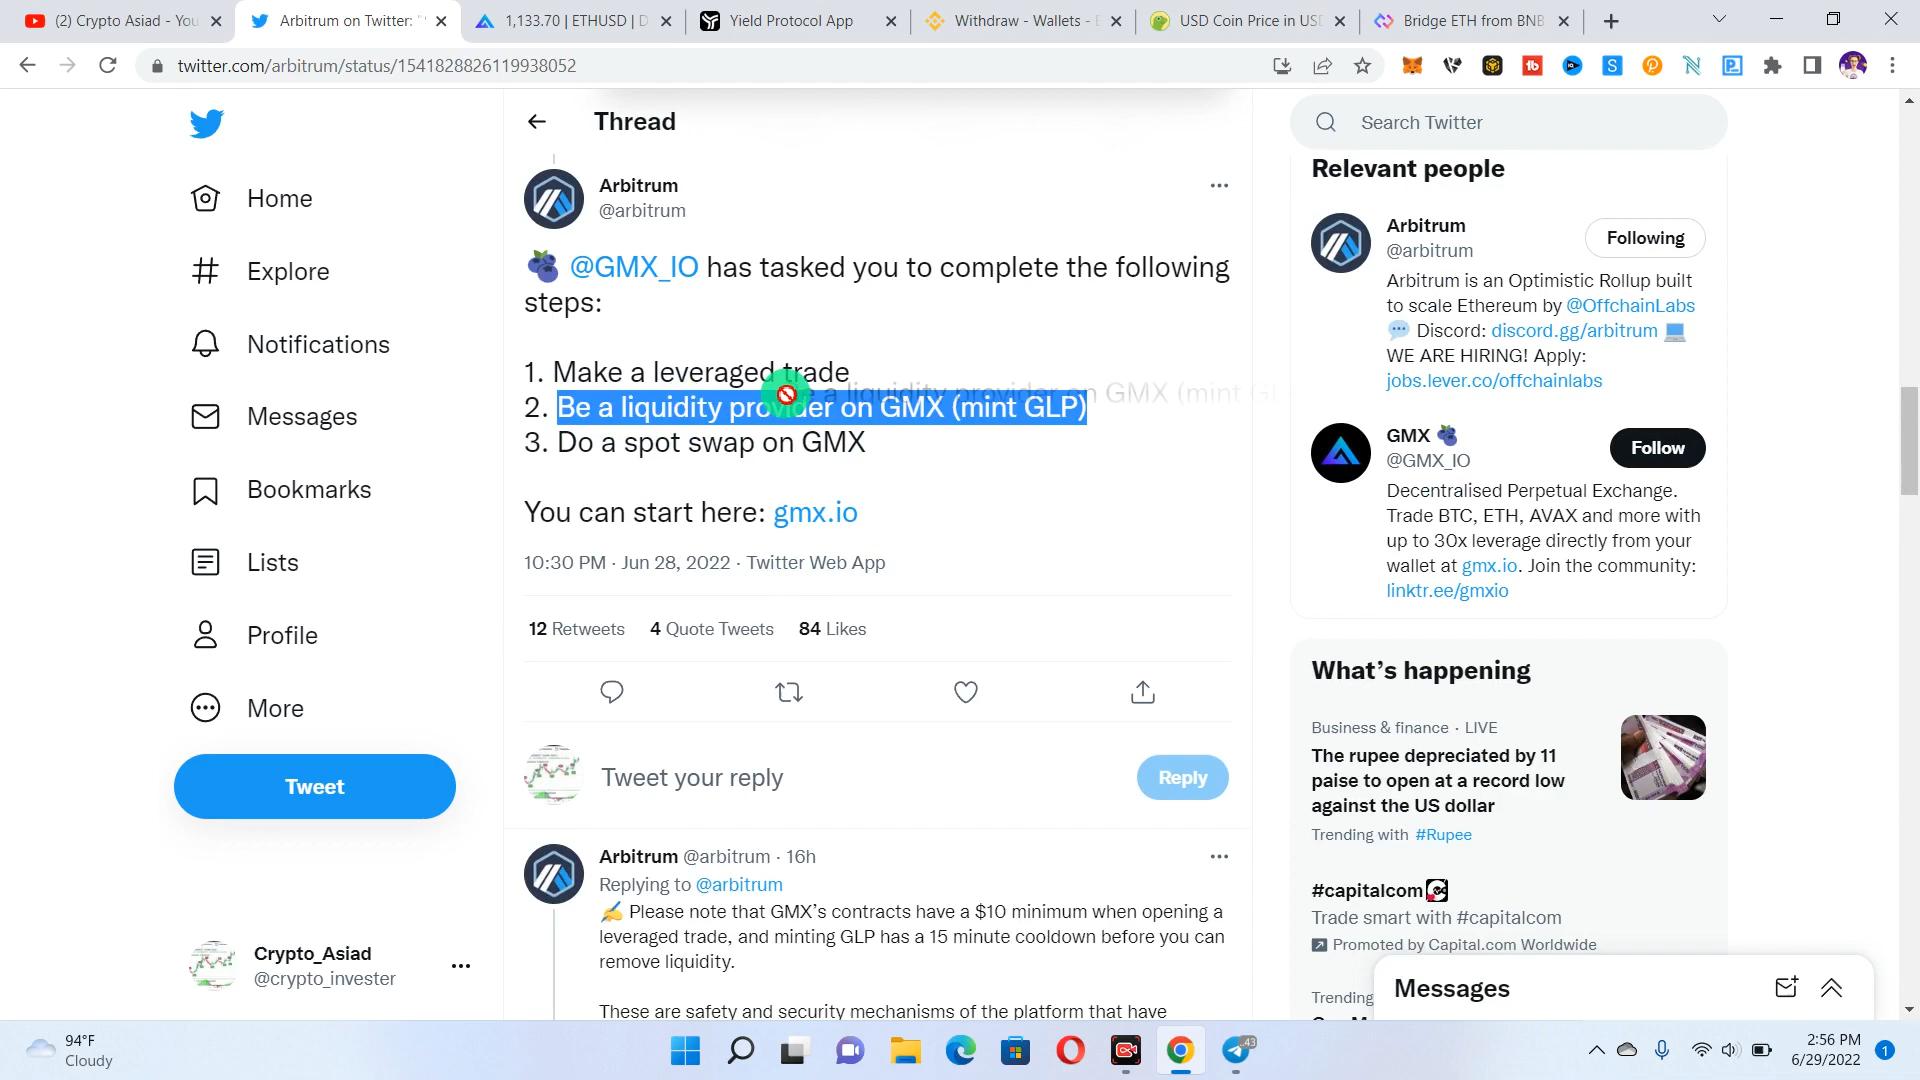 (2) Crypto Asiad - You
Arbitrum on Twitter: "
1,133.70 | ETHUSD | D
Yield Protocol App
Withdraw - Wallets -
USD Coin Price in USD
Bridge ETH from BNB
twitter.com/arbitrum/status/1541828826119938052
Home
Explore
Notifications
Messages
Bookmarks
Lists
Profile
More
Tweet
Crypto_Asiad
@crypto_invester
Thread
Arbitrum
@arbitrum
🫐 @GMX_IO has tasked you to complete the following
steps:
1. Make a leveraged trade
2. Be a liquidity provider on GMX (mint GLP)
3. Do a spot swap on GMX
You can start here: gmx.io
10:30 PM · Jun 28, 2022 · Twitter Web App
12 Retweets 4 Quote Tweets 84 Likes
Tweet your reply
Reply
Arbitrum @arbitrum · 16h
Replying to @arbitrum
✍️ Please note that GMX's contracts have a $10 minimum when opening a
leveraged trade, and minting GLP has a 15 minute cooldown before you can
remove liquidity.
These are safety and security mechanisms of the platform that have
Search Twitter
Relevant people
Arbitrum
@arbitrum
Following
Arbitrum is an Optimistic Rollup built
to scale Ethereum by @OffchainLabs
💬 Discord: discord.gg/arbitrum 💻
WE ARE HIRING! Apply:
jobs.lever.co/offchainlabs
GMX 🫐
@GMX_IO
Follow
Decentralised Perpetual Exchange.
Trade BTC, ETH, AVAX and more with
up to 30x leverage directly from your
wallet at gmx.io. Join the community:
linktr.ee/gmxio
What's happening
Business & finance · LIVE
The rupee depreciated by 11
paise to open at a record low
against the US dollar
Trending with #Rupee
#capitalcom
Trade smart with #capitalcom
Promoted by Capital.com Worldwide
Trending
Messages
94°F
Cloudy
43
2:56 PM
6/29/2022
1